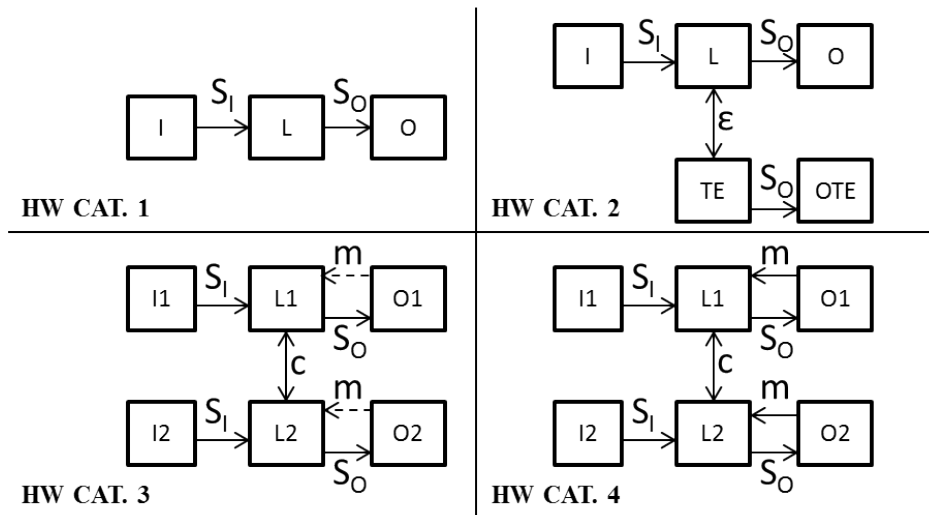 S_I S_O
I L O
HW CAT. 1
S_I S_O
I L O
ε
S_O
TE OTE
HW CAT. 2
m
S_I
I1 L1 O1
S_O
c
m
S_I
I2 L2 O2
S_O
HW CAT. 3
m
S_I
I1 L1 O1
S_O
c
m
S_I
I2 L2 O2
S_O
HW CAT. 4